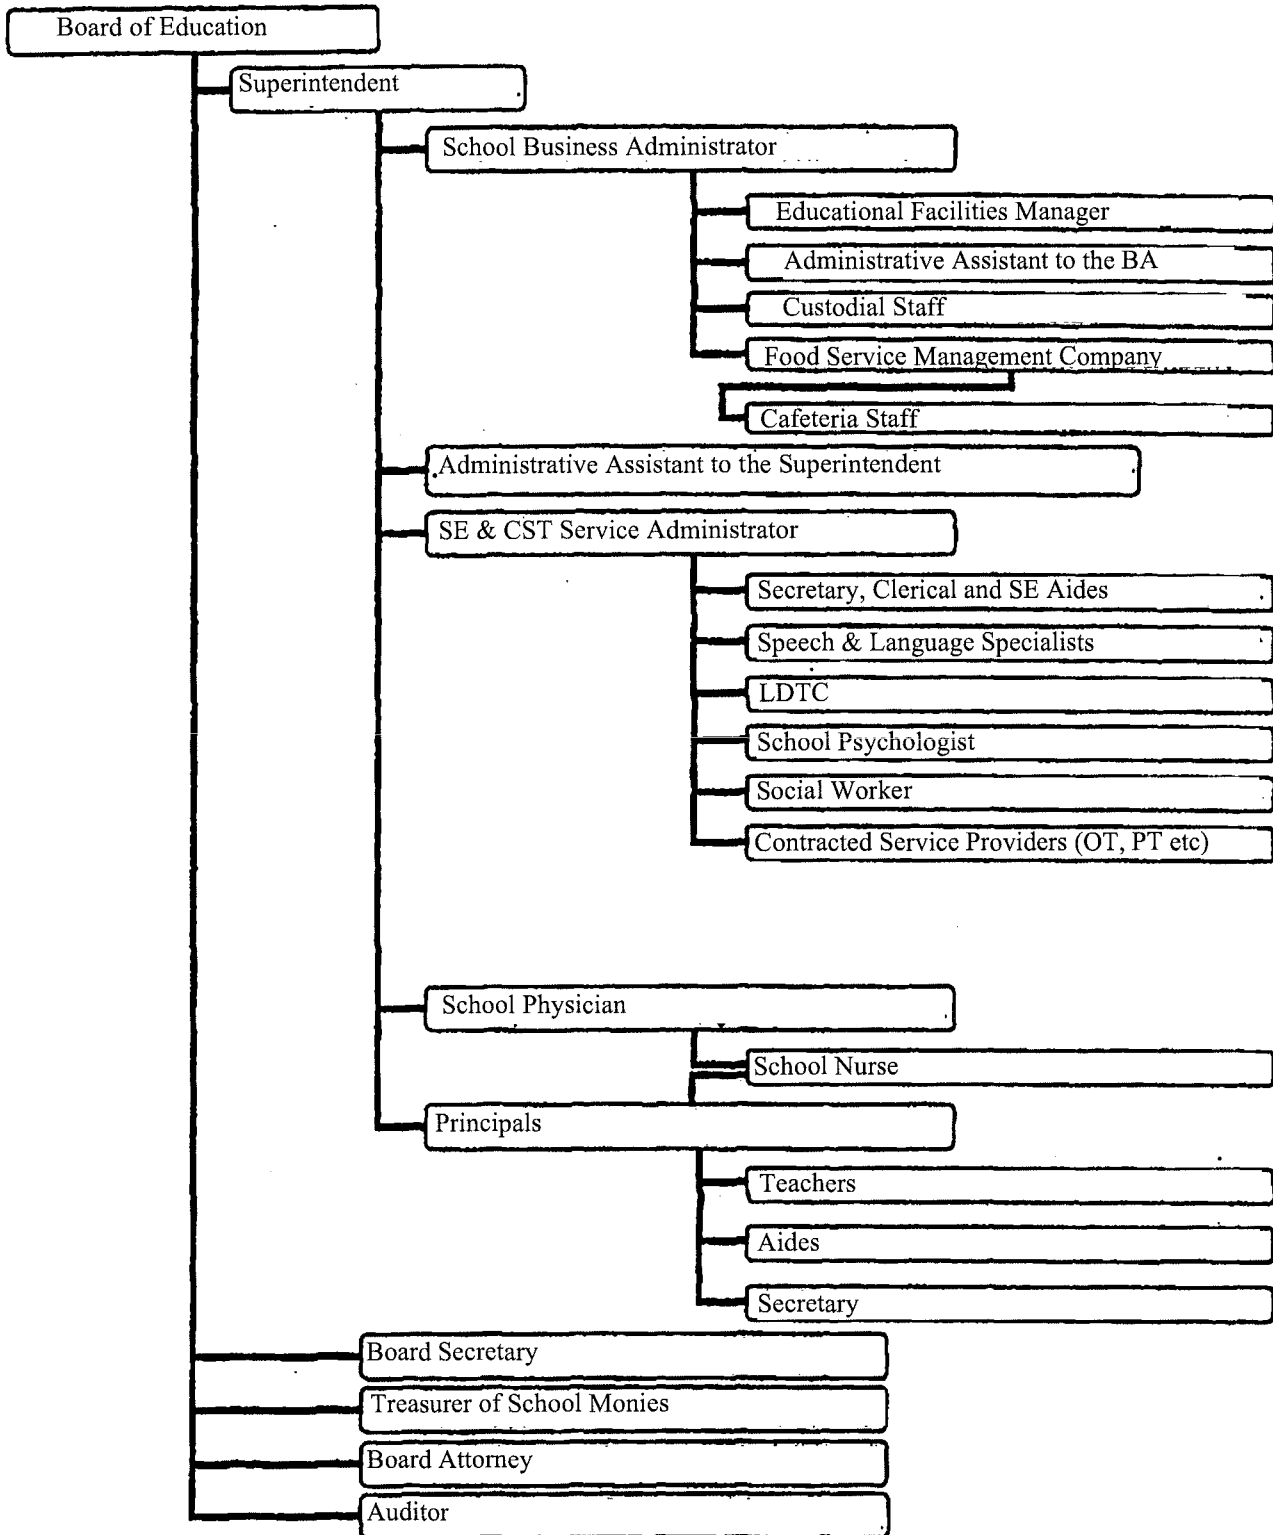 Board of Education
Superintendent
School Business Administrator
Educational Facilities Manager
Administrative Assistant to the BA
Custodial Staff
Food Service Management Company
Cafeteria Staff
Administrative Assistant to the Superintendent
SE & CST Service Administrator
Secretary, Clerical and SE Aides
Speech & Language Specialists
LDTC
School Psychologist
Social Worker
Contracted Service Providers (OT, PT etc)
School Physician
School Nurse
Principals
Teachers
Aides
Secretary
Board Secretary
Treasurer of School Monies
Board Attorney
Auditor